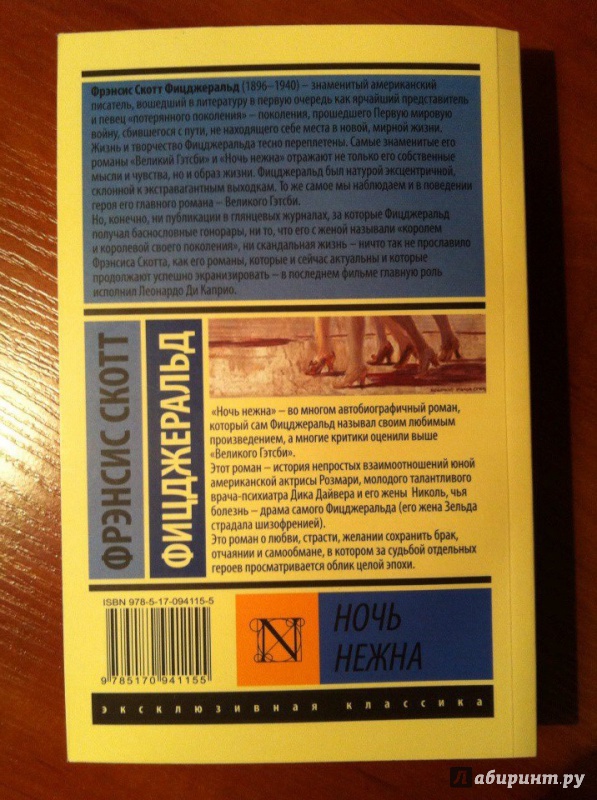 Фрэнсис Скотт Фицджеральд (1896–1940) – знаменитый американский
писатель, вошедший в литературу в первую очередь как ярчайший представитель
и певец «потерянного поколения» – поколения, прошедшего Первую мировую
войну, сбившегося с пути, не находящего себе места в новой, мирной жизни.
Жизнь и творчество Фицджеральда тесно переплетены. Самые знаменитые его
романы «Великий Гэтсби» и «Ночь нежна» отражают не только его собственные
мысли и чувства, но и образ жизни. Фицджеральд был натурой эксцентричной,
склонной к экстравагантным выходкам. То же самое мы наблюдаем и в поведении
героя его главного романа – Великого Гэтсби.
Но, конечно, ни публикации в глянцевых журналах, за которые Фицджеральд
получал баснословные гонорары, ни то, что его с женой называли «королем
и королевой своего поколения», ни скандальная жизнь – ничто так не прославило
Фрэнсиса Скотта, как его романы, которые и сейчас актуальны и которые
продолжают успешно экранизировать – в последнем фильме главную роль
исполнил Леонардо Ди Каприо.
ФРЭНСИС СКОТТ
ФИЦДЖЕРАЛЬД
«Ночь нежна» – во многом автобиографичный роман,
который сам Фицджеральд называл своим любимым
произведением, а многие критики оценили выше
«Великого Гэтсби».
Этот роман – история непростых взаимоотношений юной
американской актрисы Розмари, молодого талантливого
врача-психиатра Дика Дайвера и его жены Николь, чья
болезнь – драма самого Фицджеральда (его жена Зельда
страдала шизофренией).
Это роман о любви, страсти, желании сохранить брак,
отчаянии и самообмане, в котором за судьбой отдельных
героев просматривается облик целой эпохи.
ISBN 978-5-17-094115-5
9 785170 941155
N
НОЧЬ
НЕЖНА
эксклюзивная классика
лабиринт.ру